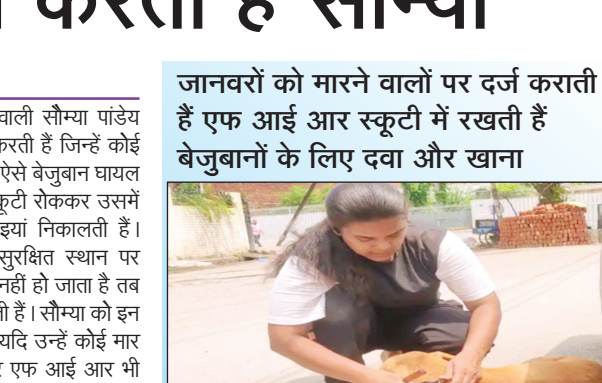 करती हैं सौम्या
वाली सौम्या पांडेय
करती हैं जिन्हें कोई
ऐसे बेजुबान घायल
स्कूटी रोककर उसमें
निकालती हैं।
सुरक्षित स्थान पर
नहीं हो जाता है तब
हैं। सौम्या को इन
यदि उन्हें कोई मार
एफ आई आर भी
जानवरों को मारने वालों पर दर्ज कराती
हैं एफ आई आर स्कूटी में रखती हैं
बेजुबानों के लिए दवा और खाना